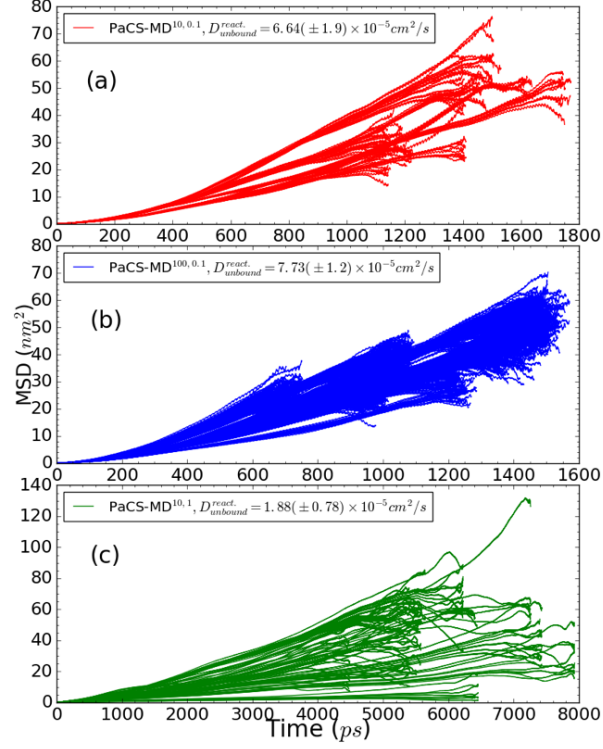 80
70
60
50
40
30
20
10
0
PaCS-MD^{10, 0.1}, D^{react.}_{unbound} = 6.64(±1.9) × 10^{-5}cm^2/s
(a)
0 200 400 600 800 1000 1200 1400 1600 1800
80
70
60
50
40
30
20
10
0
PaCS-MD^{100, 0.1}, D^{react.}_{unbound} = 7.73(±1.2) × 10^{-5}cm^2/s
(b)
MSD (nm^2)
0 200 400 600 800 1000 1200 1400 1600
140
120
100
80
60
40
20
0
PaCS-MD^{10, 1}, D^{react.}_{unbound} = 1.88(±0.78) × 10^{-5}cm^2/s
(c)
0 1000 2000 3000 4000 5000 6000 7000 8000
Time (ps)